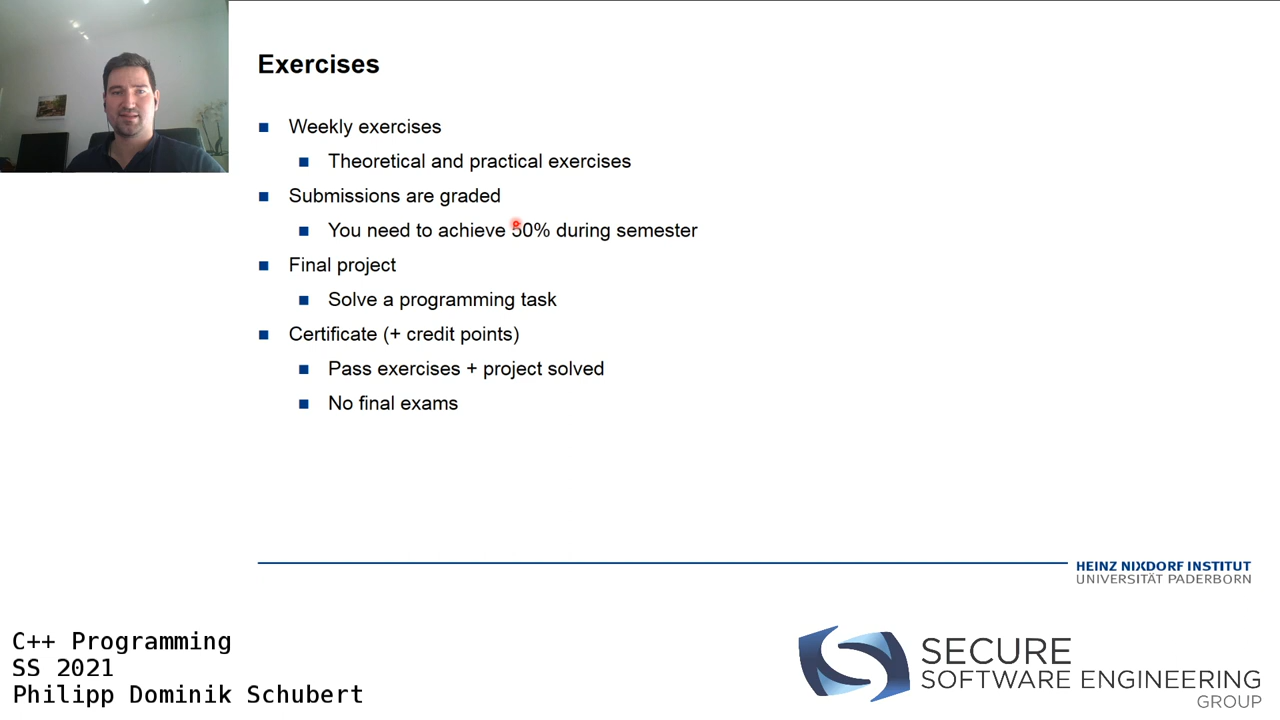 Exercises
Weekly exercises
Theoretical and practical exercises
Submissions are graded
You need to achieve 50% during semester
Final project
Solve a programming task
Certificate (+ credit points)
Pass exercises + project solved
No final exams
HEINZ NIXDORF INSTITUT
UNIVERSITÄT PADERBORN
C++ Programming
SS 2021
Philipp Dominik Schubert
SECURE
SOFTWARE ENGINEERING
GROUP